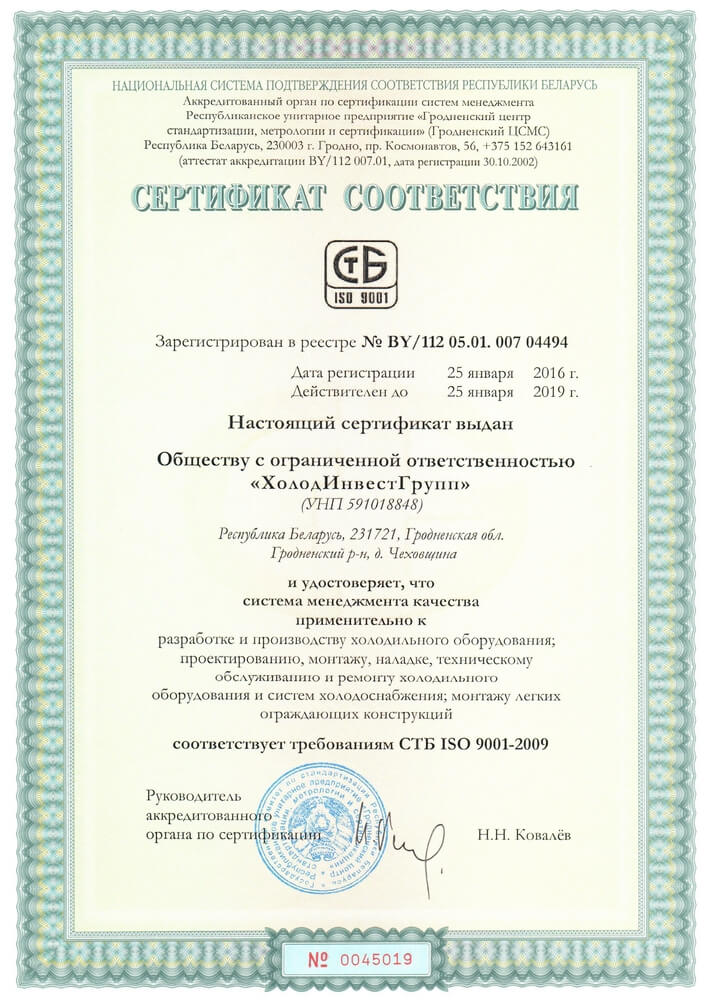 НАЦИОНАЛЬНАЯ СИСТЕМА ПОДТВЕРЖДЕНИЯ СООТВЕТСТВИЯ РЕСПУБЛИКИ БЕЛАРУСЬ
Аккредитованный орган по сертификации систем менеджмента
Республиканское унитарное предприятие «Гродненский центр
стандартизации, метрологии и сертификации» (Гродненский ЦСМС)
Республика Беларусь, 230003 г. Гродно, пр. Космонавтов, 56, +375 152 643161
(аттестат аккредитации BY/112 007.01, дата регистрации 30.10.2002)
СЕРТИФИКАТ СООТВЕТСТВИЯ
СТБ
ISO 9001
Зарегистрирован в реестре № BY/112 05.01. 007 04494
Дата регистрации 25 января 2016 г.
Действителен до 25 января 2019 г.
Настоящий сертификат выдан
Обществу с ограниченной ответственностью
«ХолодИнвестГрупп»
(УНП 591018848)
Республика Беларусь, 231721, Гродненская обл.
Гродненский р-н, д. Чеховщина
и удостоверяет, что
система менеджмента качества
применительно к
разработке и производству холодильного оборудования;
проектированию, монтажу, наладке, техническому
обслуживанию и ремонту холодильного
оборудования и систем холодоснабжения; монтажу легких
ограждающих конструкций
соответствует требованиям СТБ ISO 9001-2009
Руководитель
аккредитованного
органа по сертификации
Н.Н. Ковалёв
№ 0045019